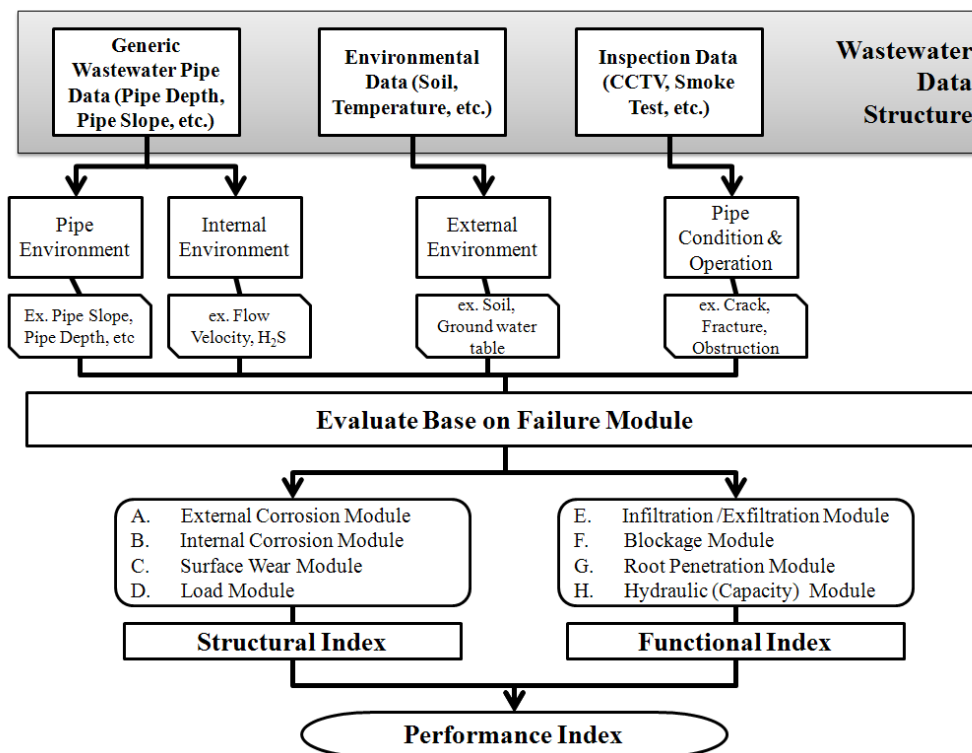 Generic
Wastewater Pipe
Data (Pipe Depth,
Pipe Slope, etc.)
Environmental
Data (Soil,
Temperature, etc.)
Inspection Data
(CCTV, Smoke
Test, etc.)
Wastewater
Data
Structure
Pipe
Environment
Internal
Environment
External
Environment
Pipe
Condition &
Operation
Ex. Pipe Slope,
Pipe Depth, etc
ex. Flow
Velocity, H₂S
ex. Soil,
Ground water
table
ex. Crack,
Fracture,
Obstruction
Evaluate Base on Failure Module
A. External Corrosion Module
B. Internal Corrosion Module
C. Surface Wear Module
D. Load Module
E. Infiltration /Exfiltration Module
F. Blockage Module
G. Root Penetration Module
H. Hydraulic (Capacity) Module
Structural Index
Functional Index
Performance Index